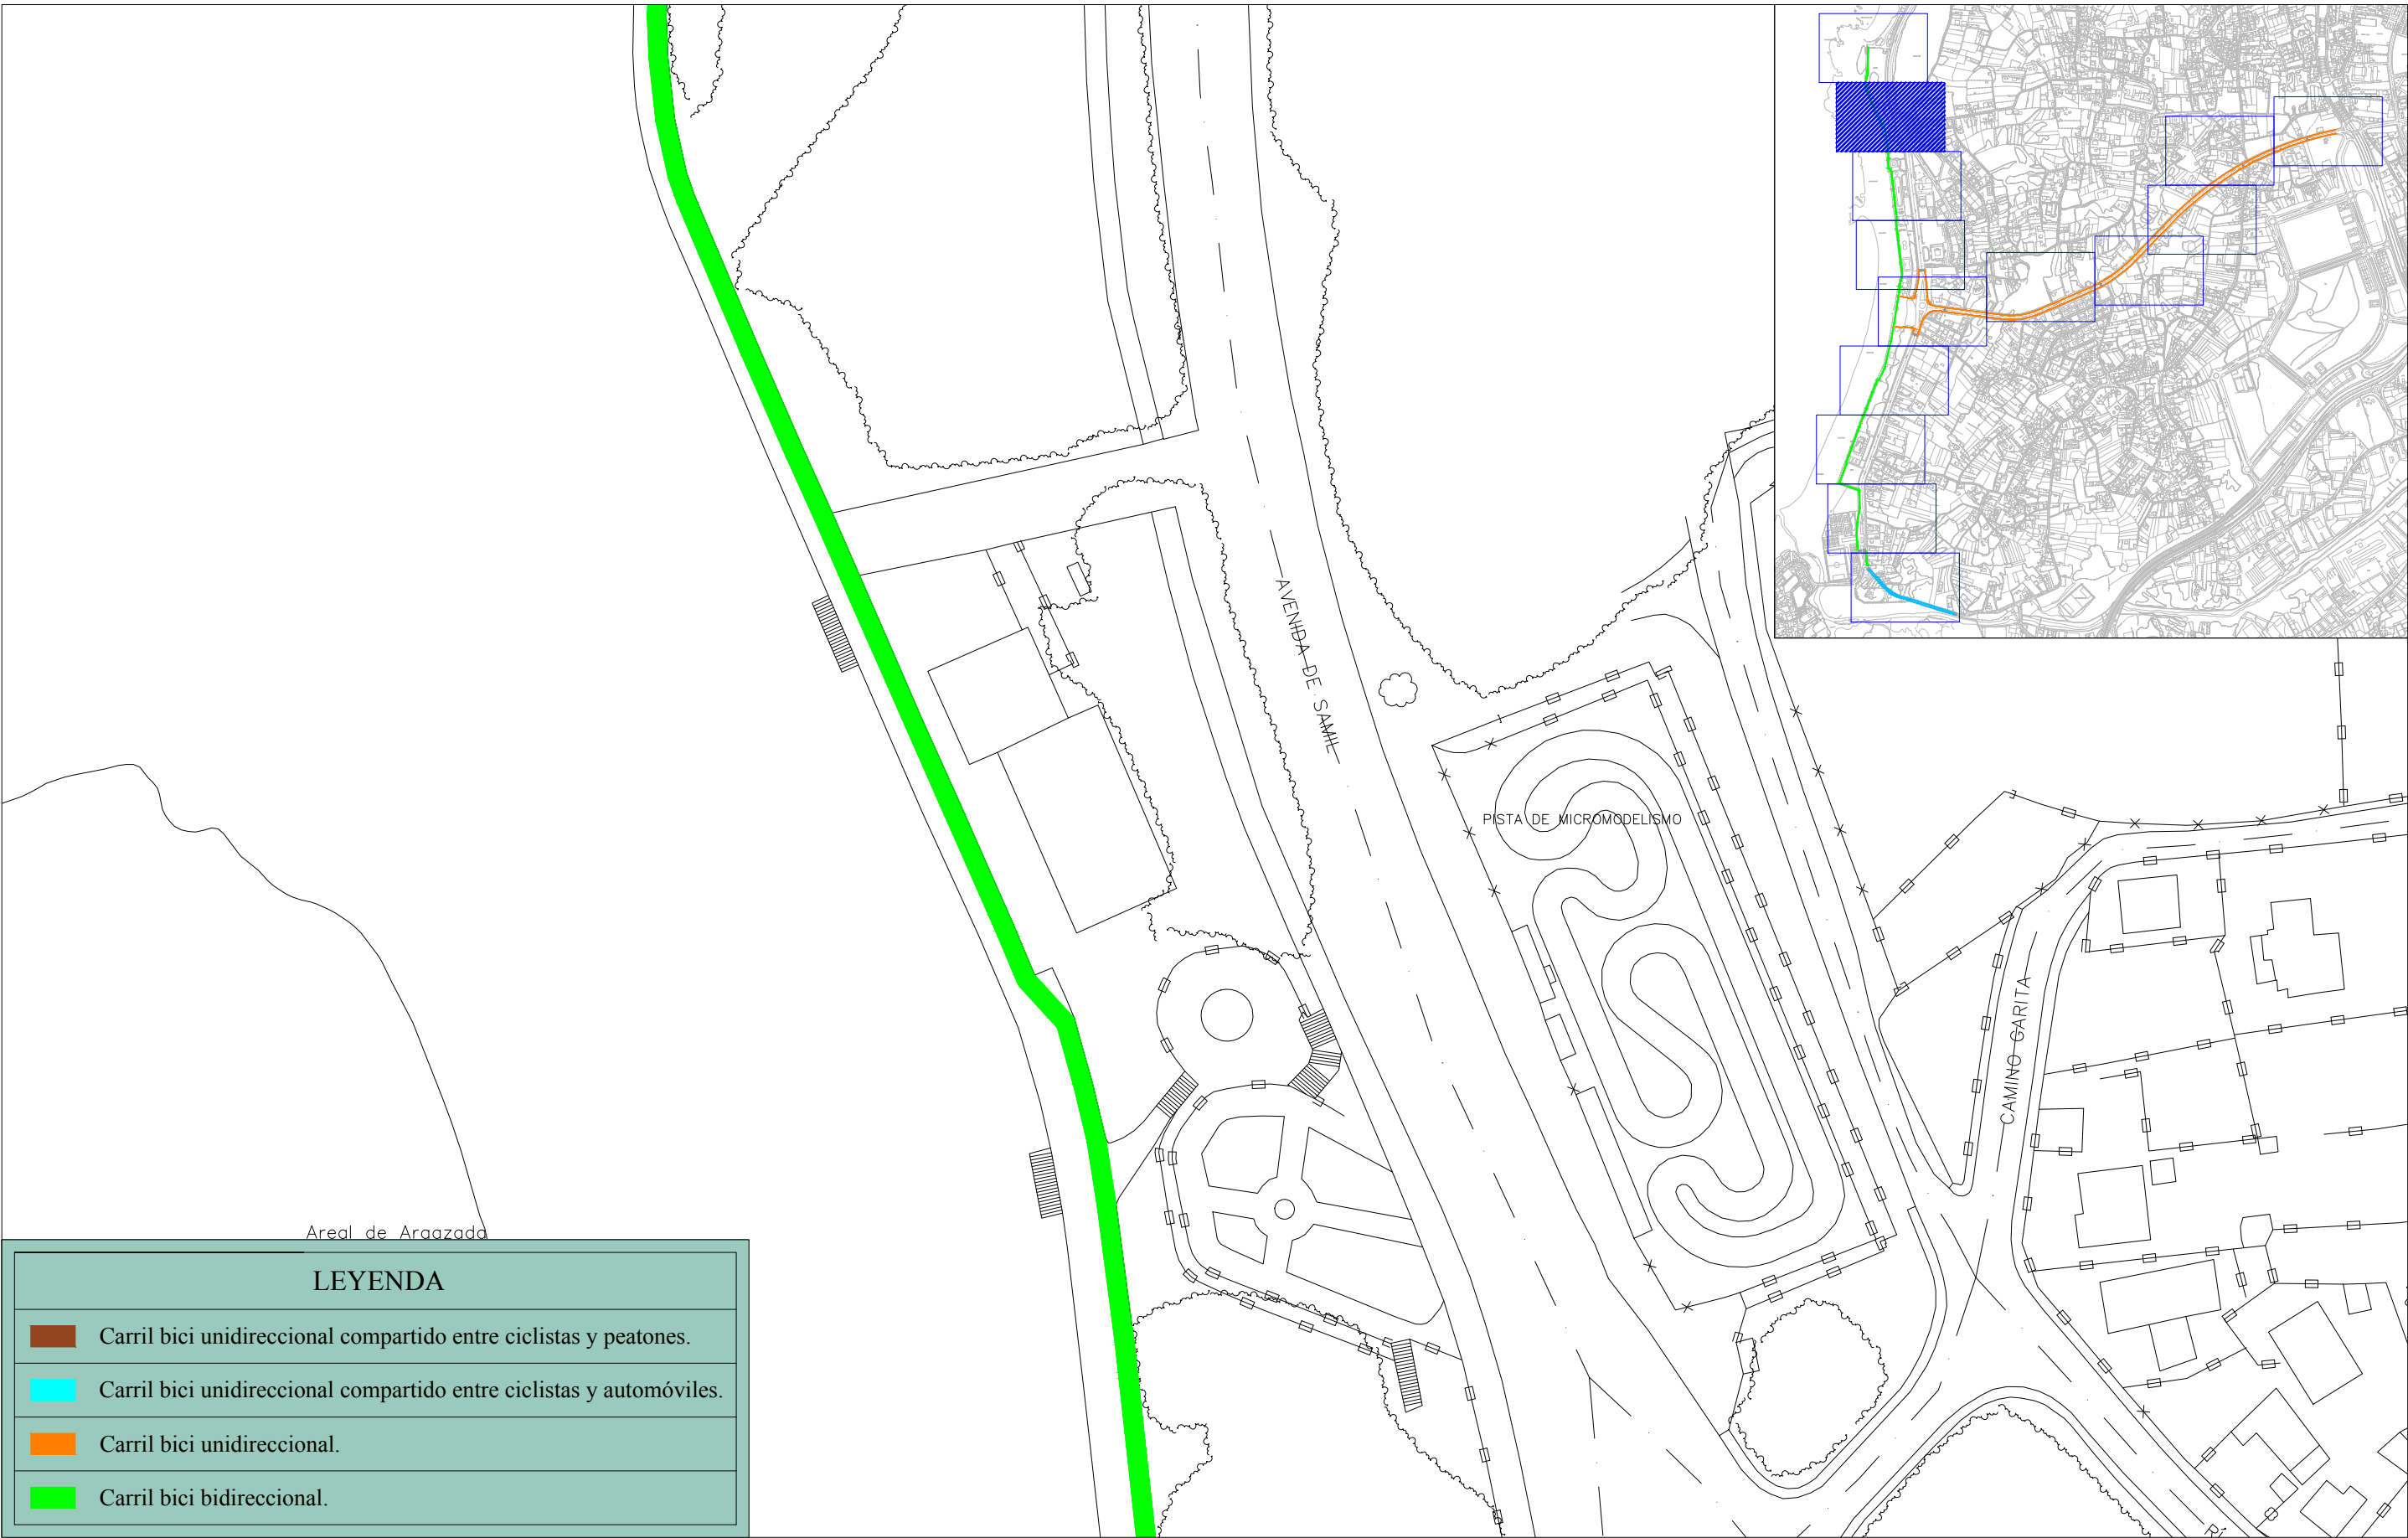 AVENIDA DE SAMIL
PISTA DE MICROMODELISMO
CAMINO GARITA
Areal de Aragzada
LEYENDA
Carril bici unidireccional compartido entre ciclistas y peatones.
Carril bici unidireccional compartido entre ciclistas y automóviles.
Carril bici unidireccional.
Carril bici bidireccional.